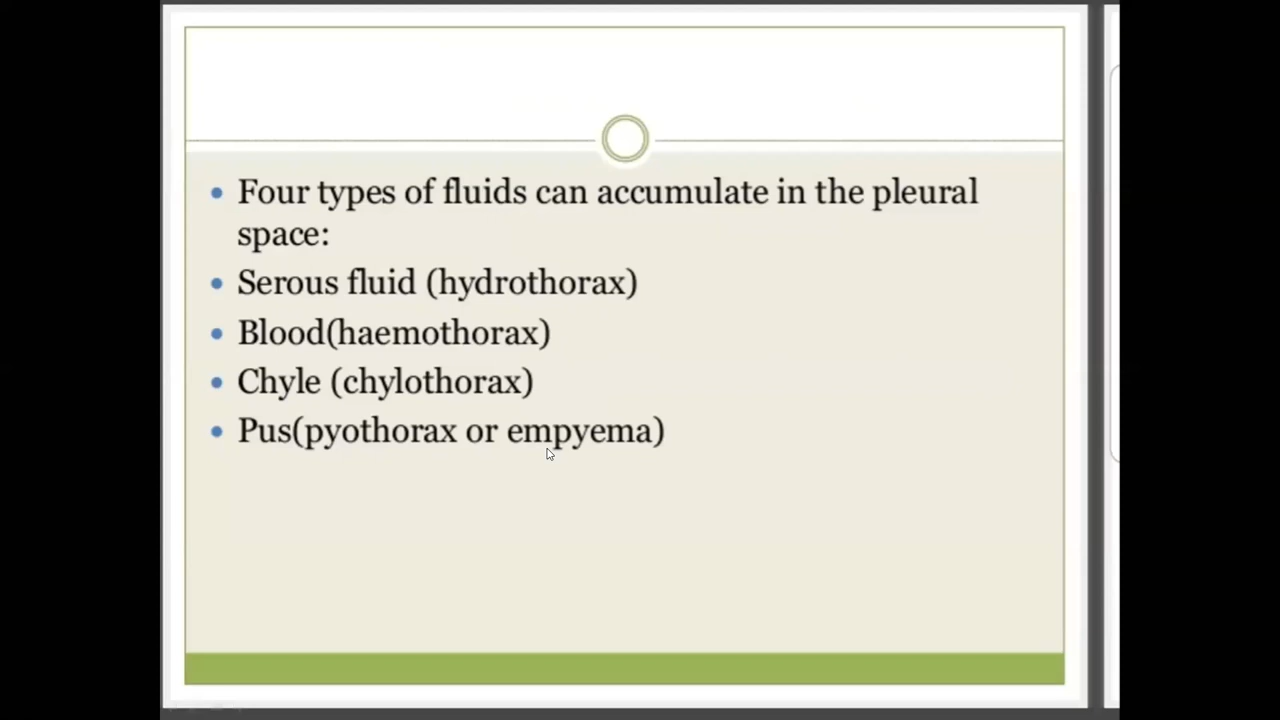 Four types of fluids can accumulate in the pleural
space:
Serous fluid (hydrothorax)
Blood(haemothorax)
Chyle (chylothorax)
Pus(pyothorax or empyema)